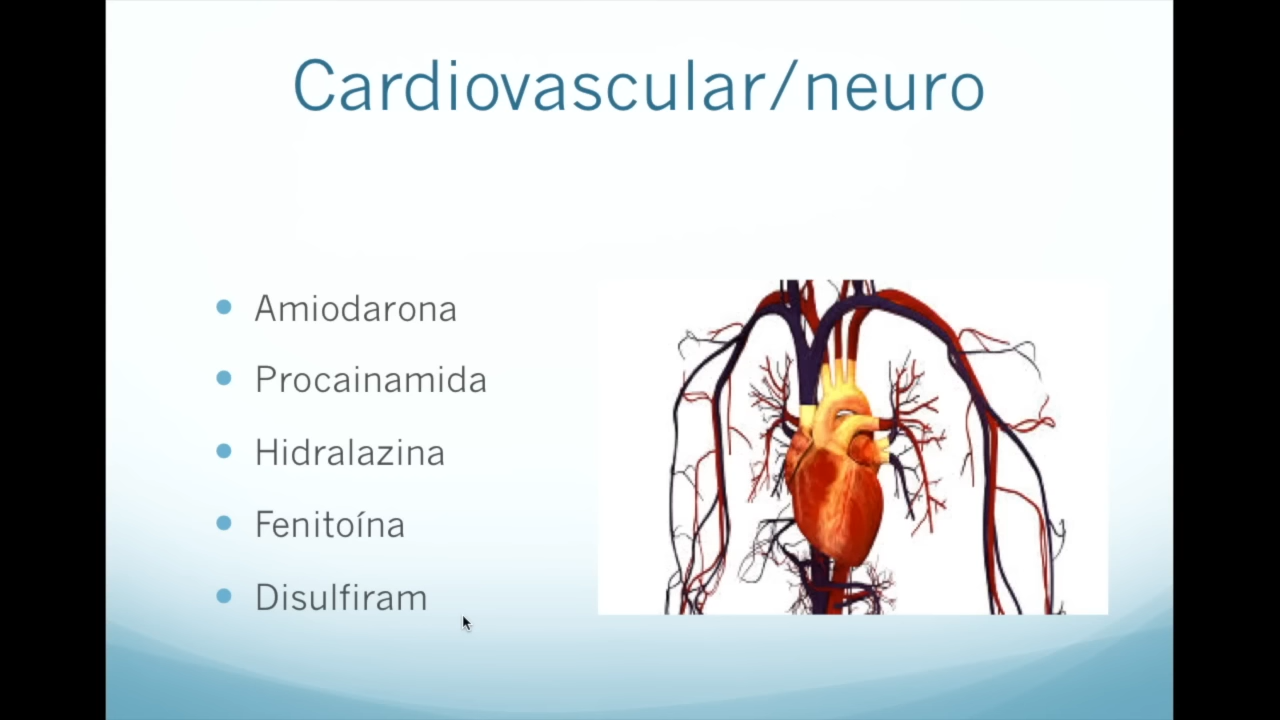 Cardiovascular/neuro
Amiodarona
Procainamida
Hidralazina
Fenitoína
Disulfiram